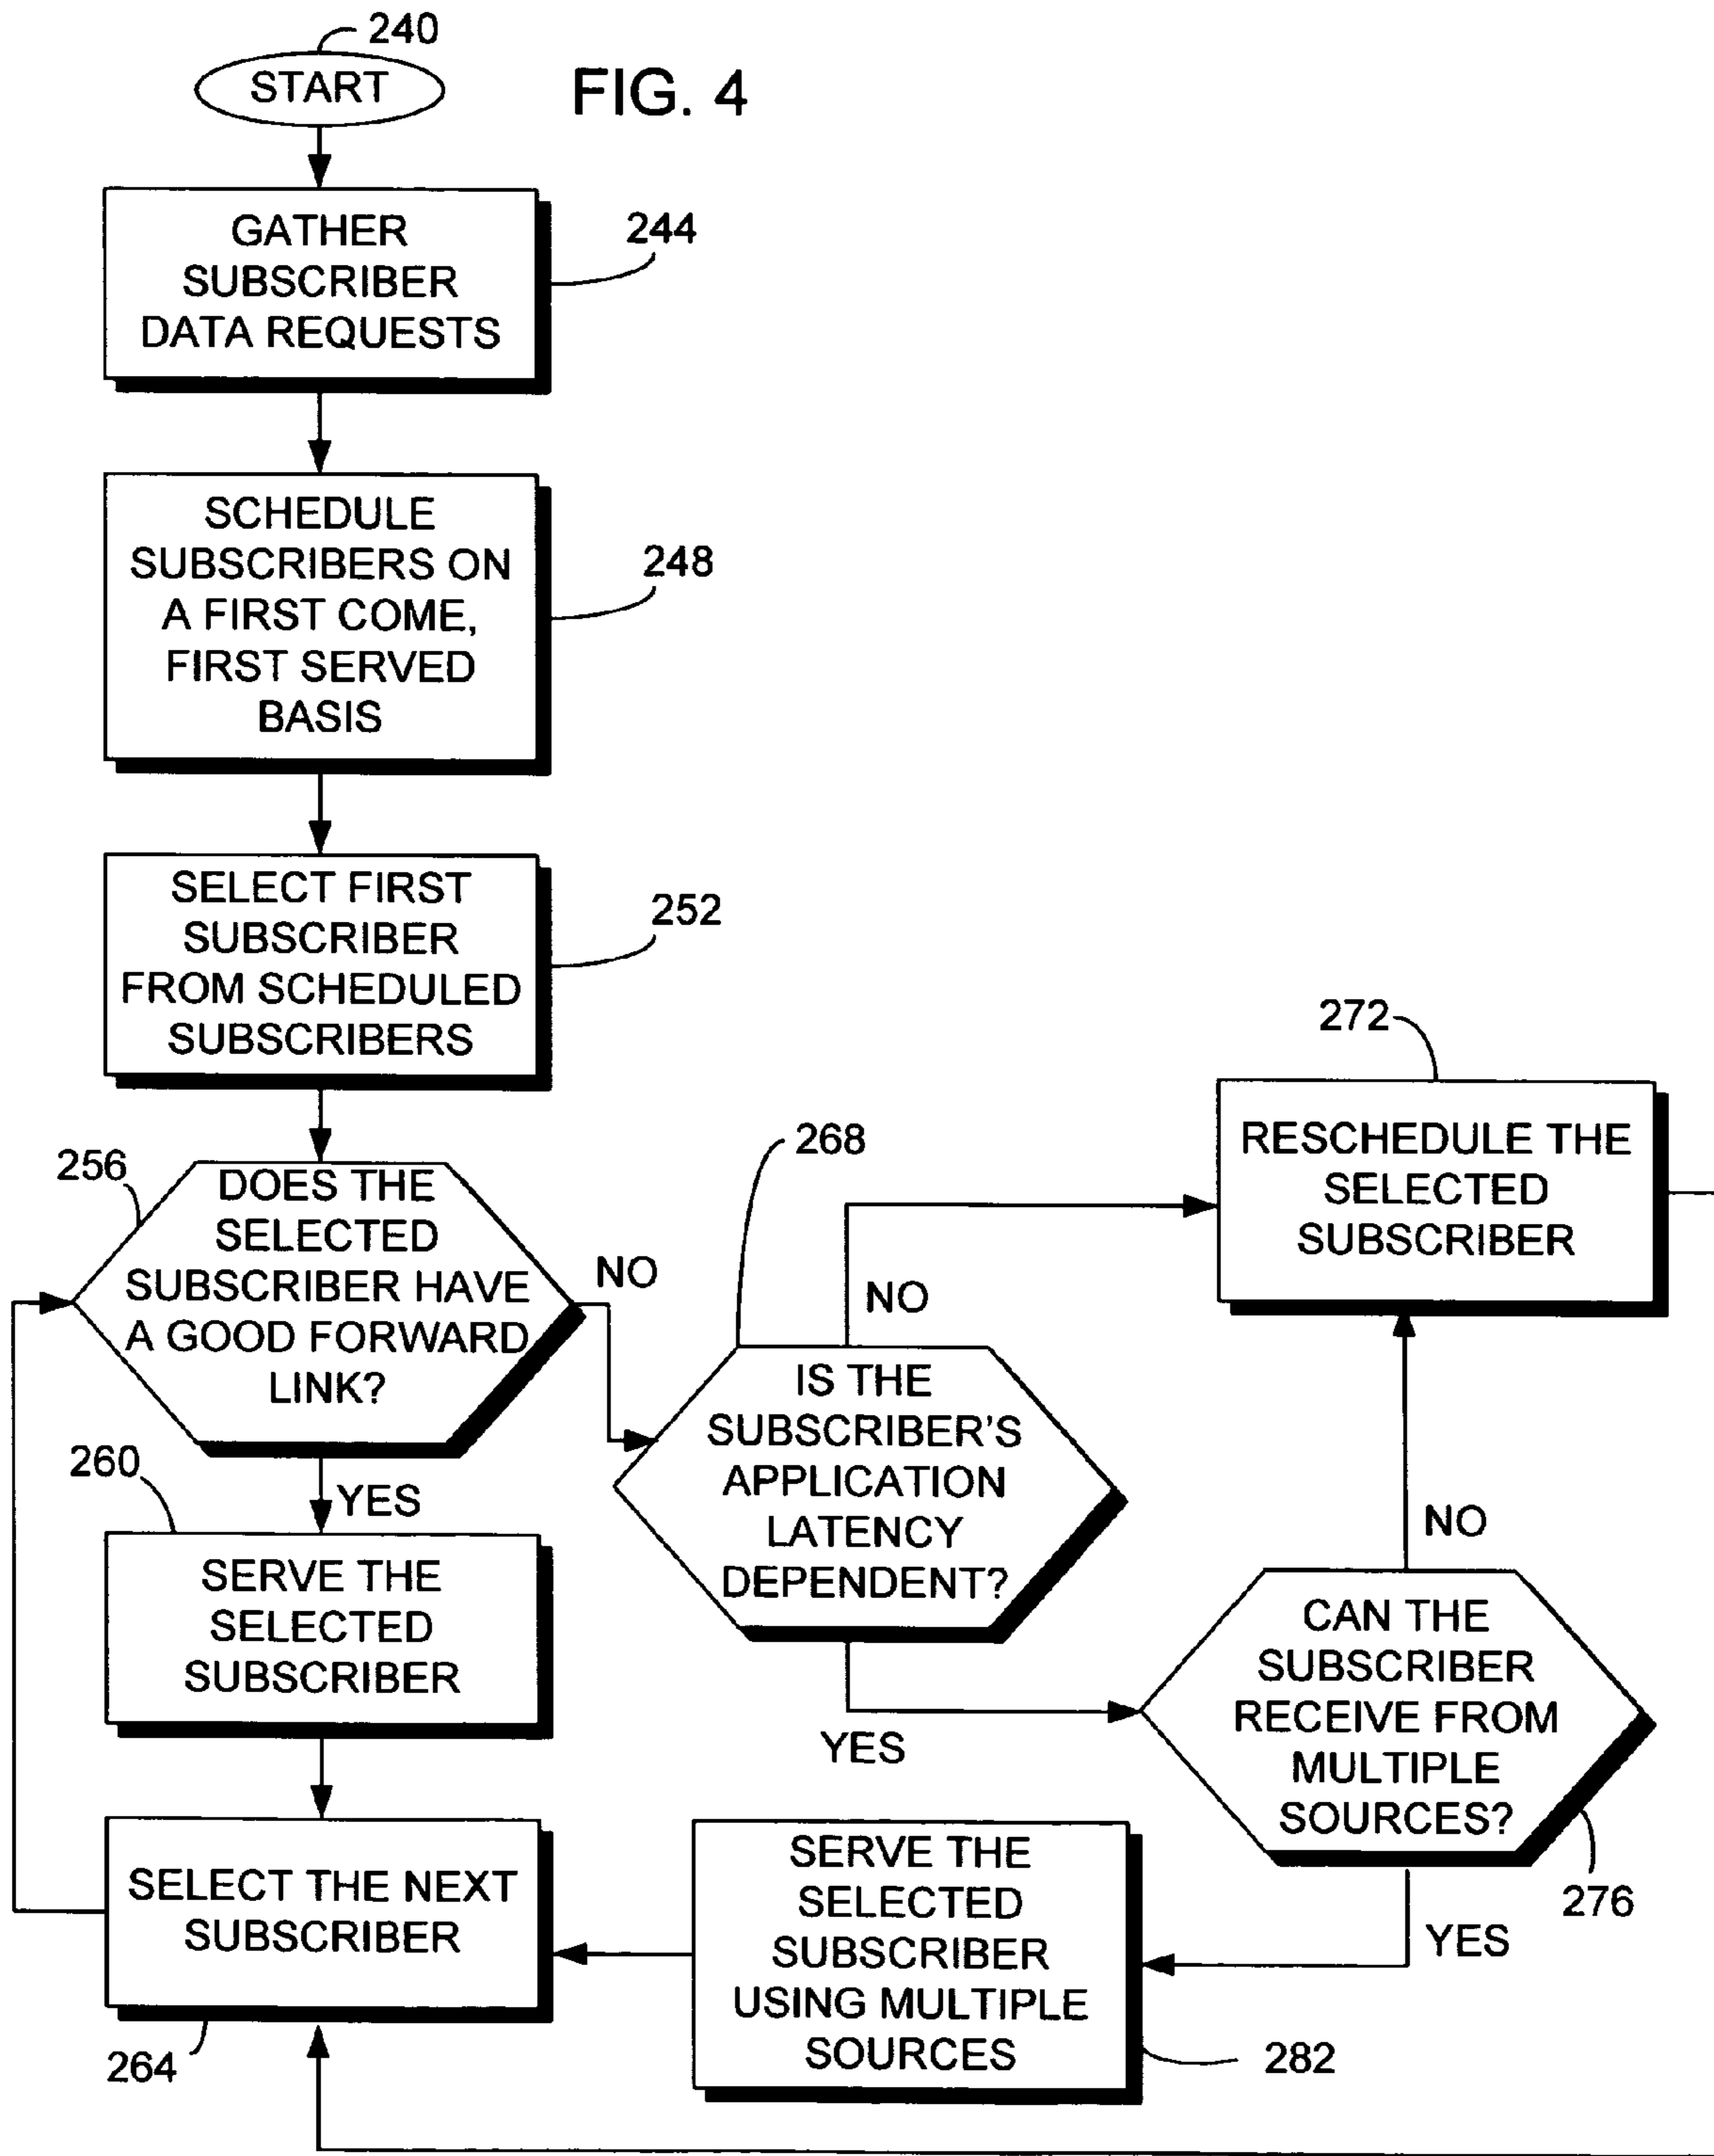 240
START
FIG. 4
GATHER
SUBSCRIBER
DATA REQUESTS
244
SCHEDULE
SUBSCRIBERS ON
A FIRST COME,
FIRST SERVED
BASIS
248
SELECT FIRST
SUBSCRIBER
FROM SCHEDULED
SUBSCRIBERS
252
256
DOES THE
SELECTED
SUBSCRIBER HAVE
A GOOD FORWARD
LINK?
NO
YES
268
IS THE
SUBSCRIBER'S
APPLICATION
LATENCY
DEPENDENT?
NO
YES
272
RESCHEDULE THE
SELECTED
SUBSCRIBER
NO
CAN THE
SUBSCRIBER
RECEIVE FROM
MULTIPLE
SOURCES?
276
YES
260
SERVE THE
SELECTED
SUBSCRIBER
SELECT THE NEXT
SUBSCRIBER
264
SERVE THE
SELECTED
SUBSCRIBER
USING MULTIPLE
SOURCES
282